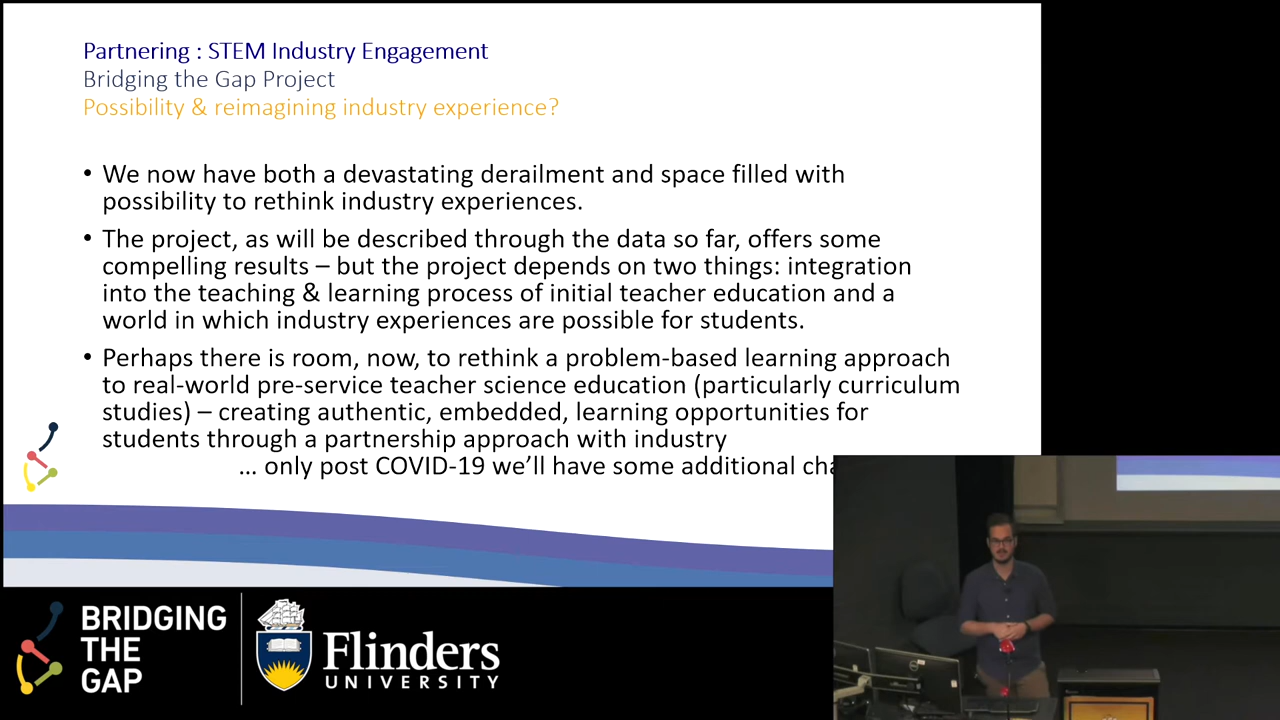 Partnering : STEM Industry Engagement
Bridging the Gap Project
Possibility & reimagining industry experience?
• We now have both a devastating derailment and space filled with
possibility to rethink industry experiences.
• The project, as will be described through the data so far, offers some
compelling results – but the project depends on two things: integration
into the teaching & learning process of initial teacher education and a
world in which industry experiences are possible for students.
• Perhaps there is room, now, to rethink a problem-based learning approach
to real-world pre-service teacher science education (particularly curriculum
studies) – creating authentic, embedded, learning opportunities for
students through a partnership approach with industry
... only post COVID-19 we’ll have some additional
BRIDGING
THE
GAP
Flinders
UNIVERSITY